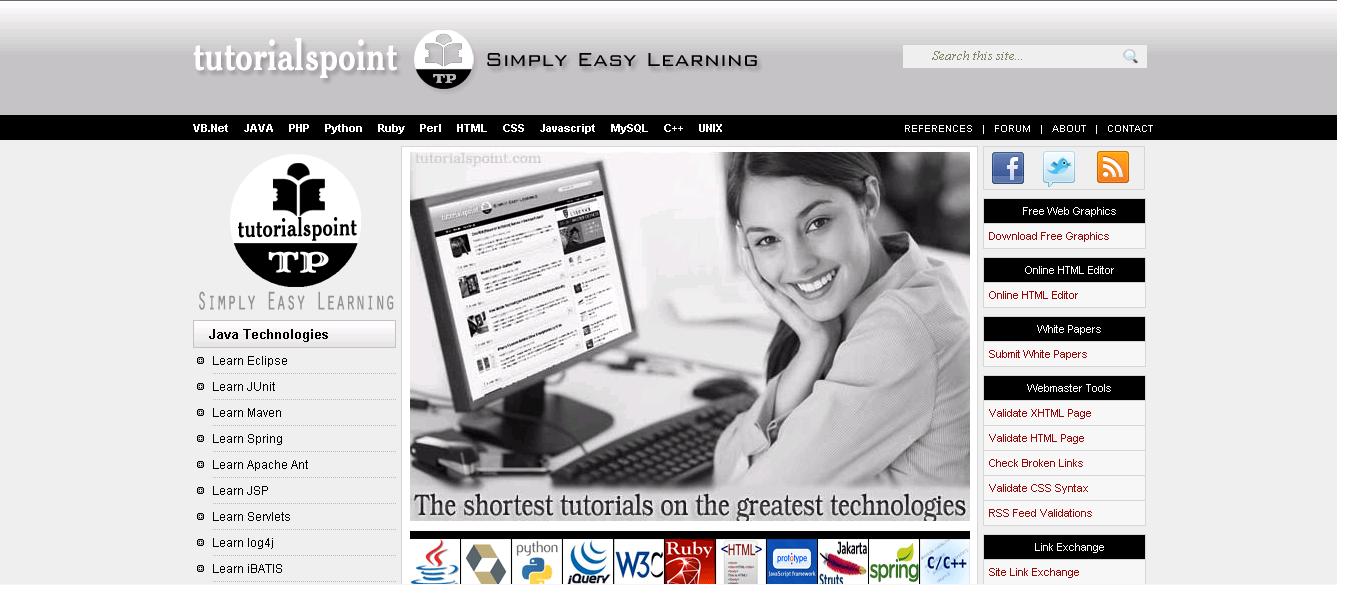 tutorialspoint
TP
SIMPLY EASY LEARNING
Search this site...
VB.Net JAVA PHP Python Ruby Perl HTML CSS Javascript MySQL C++ UNIX
REFERENCES | FORUM | ABOUT | CONTACT
tutorialspoint
TP
SIMPLY EASY LEARNING
Java Technologies
Learn Eclipse
Learn JUnit
Learn Maven
Learn Spring
Learn Apache Ant
Learn JSP
Learn Servlets
Learn log4j
Learn iBATIS
tutorialspoint.com
The shortest tutorials on the greatest technologies
Java
python
jQuery
W3C
Ruby
<HTML>
prototype
JavaScript framework
Jakarta
Struts
spring
C/C++
Free Web Graphics
Download Free Graphics
Online HTML Editor
Online HTML Editor
White Papers
Submit White Papers
Webmaster Tools
Validate XHTML Page
Validate HTML Page
Check Broken Links
Validate CSS Syntax
RSS Feed Validations
Link Exchange
Site Link Exchange